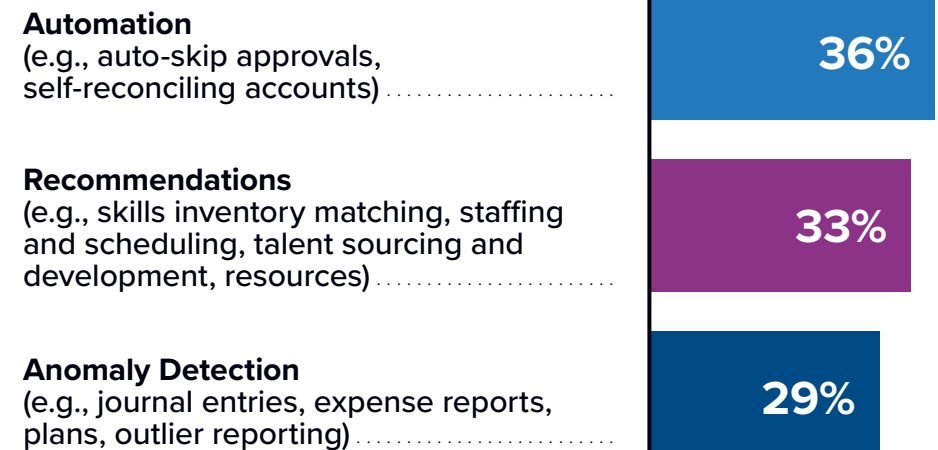 Automation
(e.g., auto-skip approvals,
self-reconciling accounts) ........................
36%
Recommendations
(e.g., skills inventory matching, staffing
and scheduling, talent sourcing and
development, resources) ........................
33%
Anomaly Detection
(e.g., journal entries, expense reports,
plans, outlier reporting) ..........................
29%